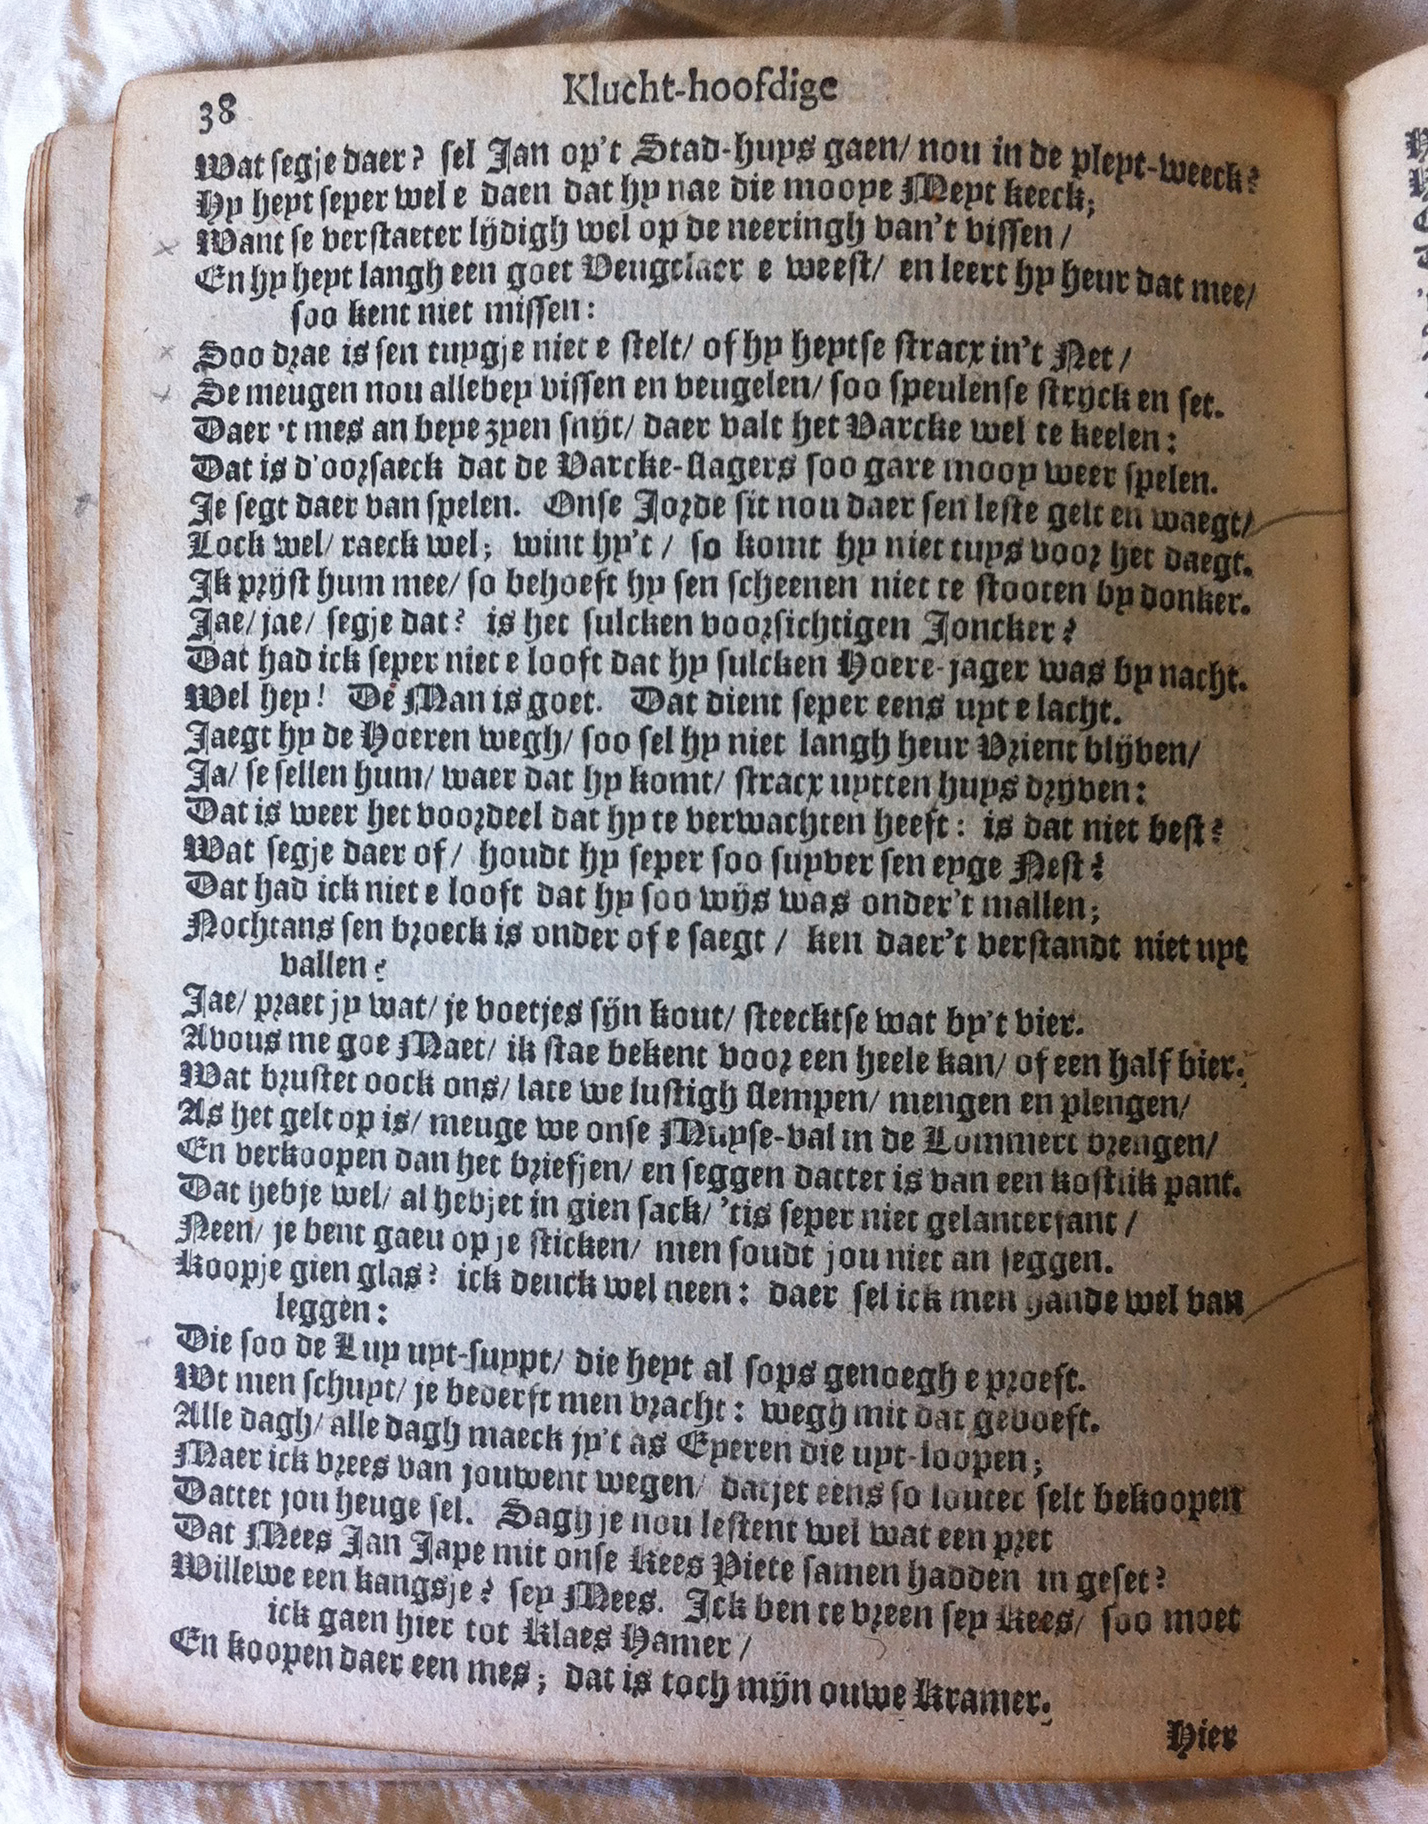 38
Klucht-hoofdige
Wat segje daer? sel Jan op't Stad-huys gaen/ nou in de pleyt-weeck?
Hy heyt seper wel e daen dat hy nae die mooye Meyt keeck;
Want se verstaeter lijdigh wel op de neeringh van't vissen/
En hy heyt langh een goet Veugelaer e weest/ en leert hy heur dat mee/
soo kent niet missen:
Soo drae is sen tuygje niet e stelt/ of hy heytse stracx in't Net/
Se meugen nou allebey vissen en veugelen/ soo speulense strijck en set.
Daer 't mes an beye zyen snijt/ daer valt het Varcke wel te keelen:
Dat is d'oorsaeck dat de Varcke-slagers soo gare mooy weer spelen.
Je segt daer van spelen. Onse Jorde sit nou daer sen leste gelt en waegt/
Lock wel/ raeck wel; wint hy't/ so komt hy niet tuys voor het daegt.
Ik prijst hum mee/ so behoeft hy sen scheenen niet te stooten by donker.
Jae/ jae/ segje dat? is het sulcken voorsichtigen Joncker?
Dat had ick seper niet e looft dat hy sulcken Hoere-jager was by nacht.
Wel hey! De Man is goet. Dat dient seper eens uyt e lacht.
Jaegt hy de Hoeren wegh/ soo sel hy niet langh heur Vrient blijven/
Ja/ se sellen hum/ waer dat hy komt/ stracx uytten huys drijven:
Dat is weer het voordeel dat hy te verwachten heeft: is dat niet best?
Wat segje daer of/ houdt hy seper soo suyver sen eyge Nest?
Dat had ick niet e looft dat hy soo wijs was onder't mallen;
Nochtans sen broeck is onder of e saegt/ ken daer't verstandt niet uyt
vallen?
Jae/ praet jy wat/ je voetjes sijn kout/ steecktse wat by't vier.
Avous me goe Maet/ ik stae bekent voor een heele kan/ of een half bier.
Wat brustet oock ons/ late we lustigh slempen/ mengen en plengen/
As het gelt op is/ meuge we onse Muyse-val in de Lommert brengen/
En verkoopen dan het briefjen/ en seggen dattet is van een kostlik pant.
Dat hebje wel/ al hebjet in gien sack/ 'tis seper niet gelanterfant/
Neen/ je bent gaeu op je sticken/ men soudt jou niet an seggen.
Koopje gien glas? ick denck wel neen: daer sel ick men hande wel van
leggen:
Die soo de Luy uyt-suypt/ die heyt al sops genoegh e proeft.
Wt men schuyt/ je bederft men vracht: wegh mit dat geboeft.
Alle dagh/ alle dagh maeck jy't as Eyeren die uyt-loopen;
Maer ick vrees van jouwent wegen/ datjet eens so louter selt bekoopen
Dattet jou heuge sel. Sagh je nou lestent wel wat een pret
Dat Mees Jan Jape mit onse Kees Piete samen hadden in geset?
Willewe een kangsje? sey Mees. Ick ben te vreen sey Kees/ soo moet
ick gaen hier tot Klaes Hamer/
En koopen daer een mes; dat is toch mijn ouwe Kramer.
Hier